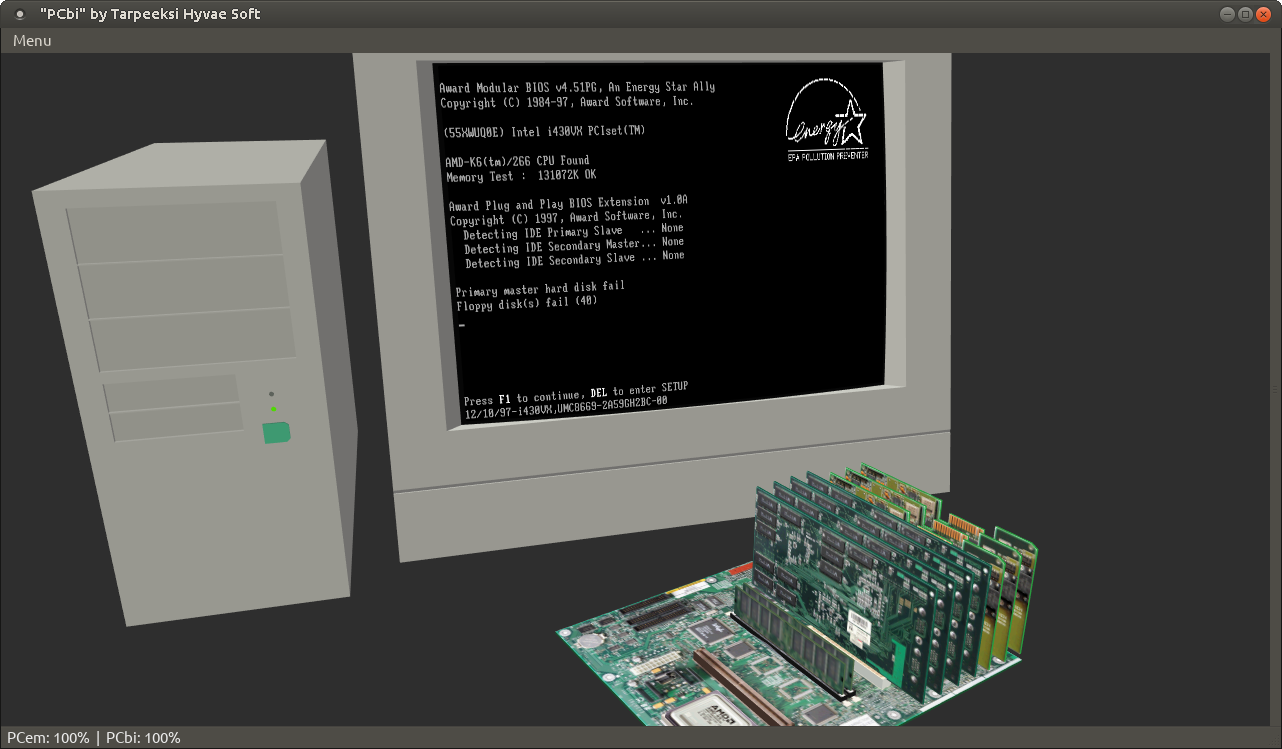 "PCbi" by Tarpeeksi Hyvae Soft
Menu
Award Modular BIOS v4.51PG, An Energy Star Ally
Copyright (C) 1984-97, Award Software, Inc.
energy
EPA POLLUTION PREVENTER
(55XWUQ0E) Intel i430VX PCIset(TM)
AMD-K6(tm)/266 CPU Found
Memory Test :  131072K OK
Award Plug and Play BIOS Extension  v1.0A
Copyright (C) 1997, Award Software, Inc.
Detecting IDE Primary Slave   ... None
Detecting IDE Secondary Master... None
Detecting IDE Secondary Slave ... None
Primary master hard disk fail
Floppy disk(s) fail (40)
_
Press F1 to continue, DEL to enter SETUP
12/10/97-i430VX,UMC8669-2A59GH2BC-00
AMD
PCem: 100% | PCbi: 100%